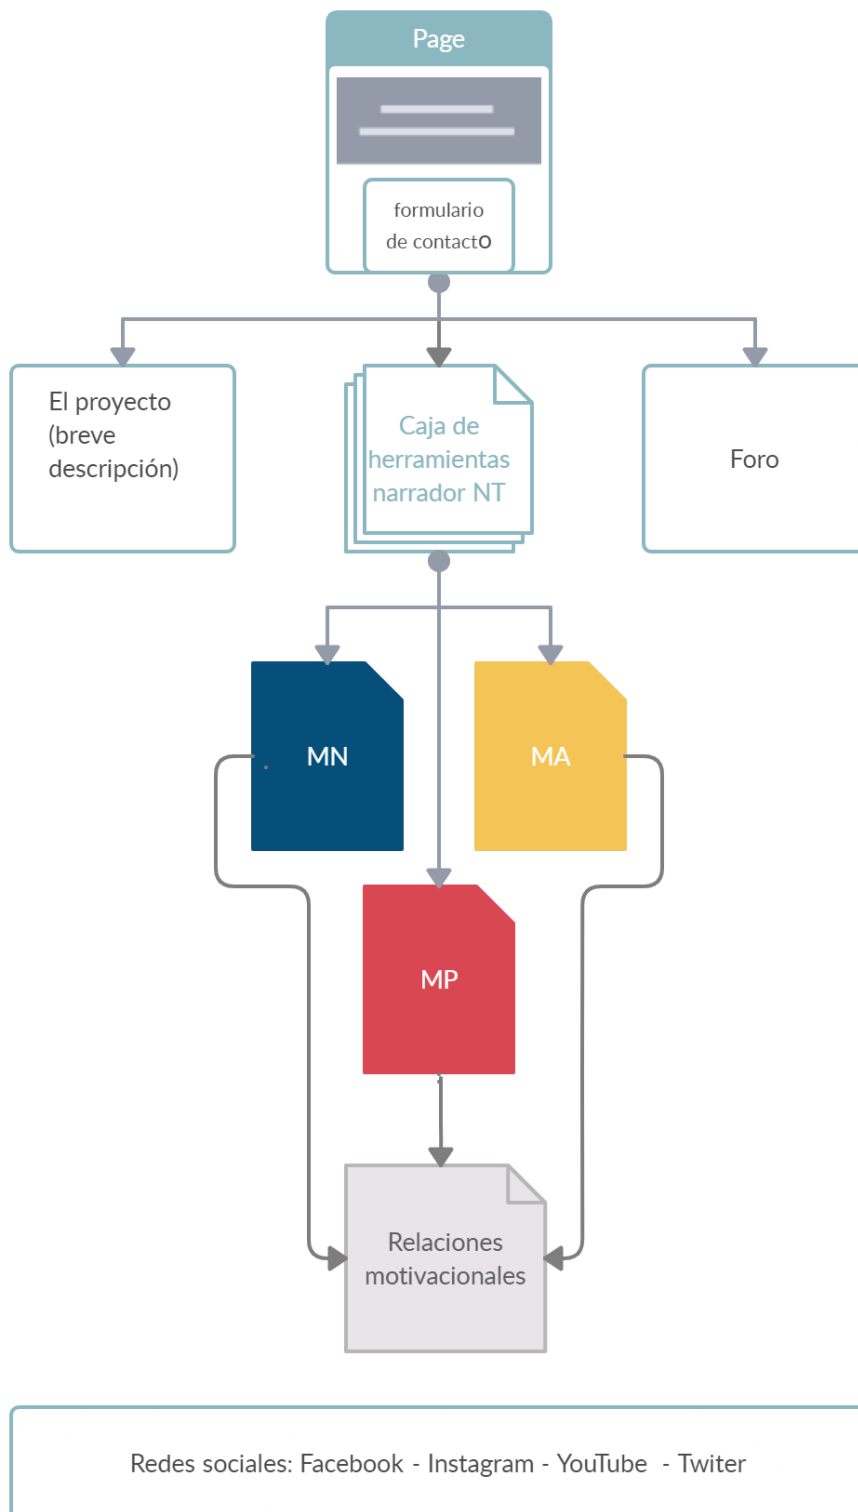 Page
formulario
de contacto
El proyecto
(breve
descripción)
Caja de
herramientas
narrador NT
Foro
MN
MA
MP
Relaciones
motivacionales
Redes sociales: Facebook - Instagram - YouTube - Twiter